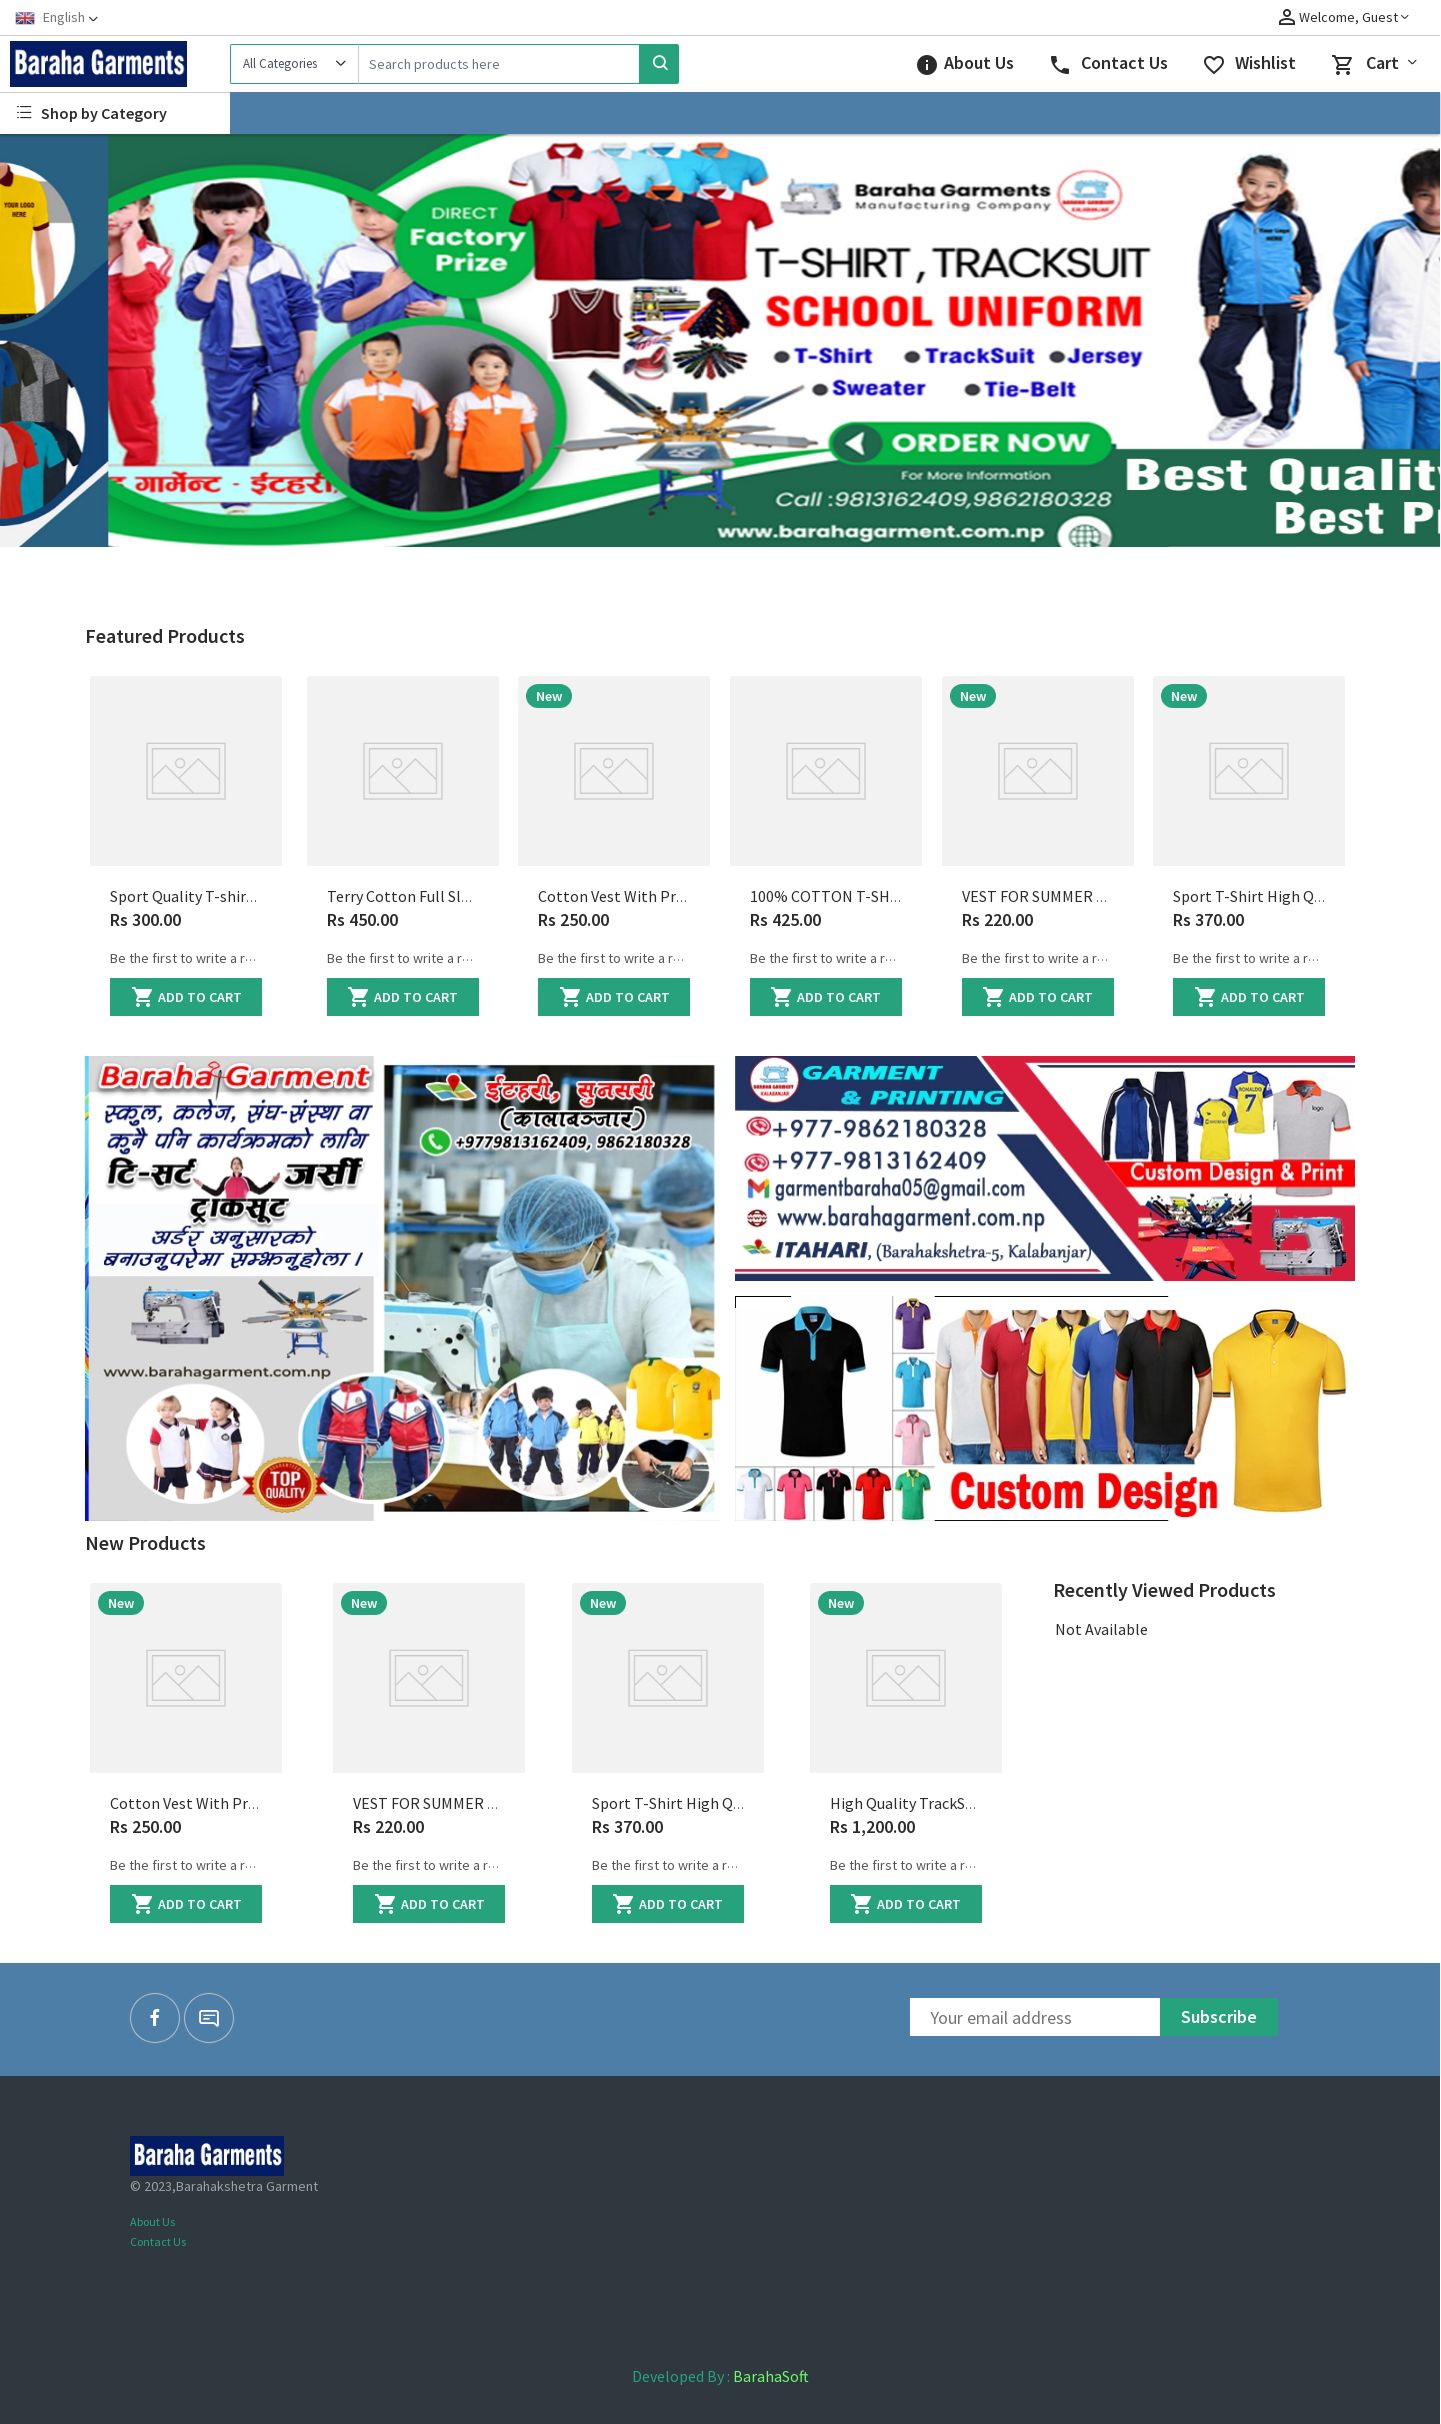 English
Welcome, Guest
Baraha Garments
All Categories
Search products here
About Us
Contact Us
Wishlist
Cart
Shop by Category
YOUR LOGO
HERE
DIRECT
Factory
Prize
Baraha Garments
Manufacturing Company
T-SHIRT , TRACKSUIT
SCHOOL UNIFORM
T-Shirt
TrackSuit
Jersey
Sweater
Tie-Belt
ORDER NOW
For More Information
Call :9813162409,9862180328
www.barahagarment.com.np
गार्मेन्ट - ईटहरी,
Best Quality
Best Pr
Featured Products
New
New
New
Sport Quality T-shir...
Terry Cotton Full Sl...
Cotton Vest With Pr...
100% COTTON T-SH...
VEST FOR SUMMER ...
Sport T-Shirt High Q...
Rs 300.00
Rs 450.00
Rs 250.00
Rs 425.00
Rs 220.00
Rs 370.00
Be the first to write a r...
Be the first to write a r...
Be the first to write a r...
Be the first to write a r...
Be the first to write a r...
Be the first to write a r...
ADD TO CART
ADD TO CART
ADD TO CART
ADD TO CART
ADD TO CART
ADD TO CART
Baraha Garment
स्कुल, कलेज, संघ-संस्था वा
कुनै पनि कार्यक्रमको लागि
टि-सर्ट
जर्सी
ट्राकसूट
अर्डर अनुसारको
बनाउनुपरेमा सम्झनुहोला ।
www.barahagarment.com.np
TOP
QUALITY
ईटहरी, सुनसरी
(कालाबञ्जार)
+9779813162409, 9862180328
BARAHA GARMENT
KALABANJAR
GARMENT
& PRINTING
+977-9862180328
+977-9813162409
garmentbaraha05@gmail.com
www.barahagarment.com.np
ITAHARI, (Barahakshetra-5, Kalabanjar)
RONALDO
7
logo
Custom Design & Print
Custom Design
New Products
New
New
New
New
Cotton Vest With Pr...
VEST FOR SUMMER ...
Sport T-Shirt High Q...
High Quality TrackS...
Rs 250.00
Rs 220.00
Rs 370.00
Rs 1,200.00
Be the first to write a r...
Be the first to write a r...
Be the first to write a r...
Be the first to write a r...
ADD TO CART
ADD TO CART
ADD TO CART
ADD TO CART
Recently Viewed Products
Not Available
Your email address
Subscribe
Baraha Garments
© 2023,Barahakshetra Garment
About Us
Contact Us
Developed By : BarahaSoft